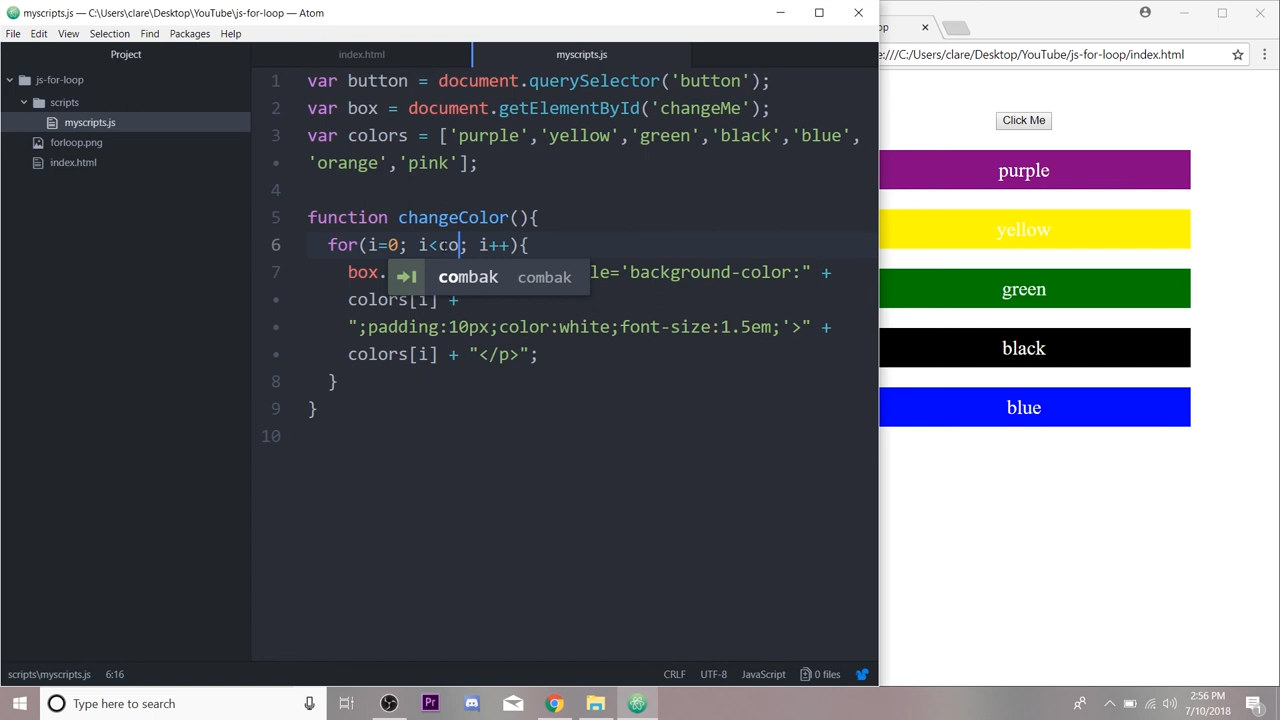 myscripts.js — C:\Users\clare\Desktop\YouTube\js-for-loop — Atom
File Edit View Selection Find Packages Help
Project
js-for-loop
scripts
myscripts.js
forloop.png
index.html
index.html
myscripts.js
1 var button = document.querySelector('button');
2 var box = document.getElementById('changeMe');
3 var colors = ['purple','yellow','green','black','blue',
• 'orange','pink'];
4
5 function changeColor(){
6 for(i=0; i<co; i++){
combak combak
7 box. le='background-color:" +
• colors[i] +
• ";padding:10px;color:white;font-size:1.5em;'>" +
• colors[i] + "</p>";
8 }
9 }
10
scripts\myscripts.js 6:16
CRLF UTF-8 JavaScript 0 files
op
e:///C:/Users/clare/Desktop/YouTube/js-for-loop/index.html
Click Me
purple
yellow
green
black
blue
Type here to search
Pr
2:56 PM
7/10/2018
1